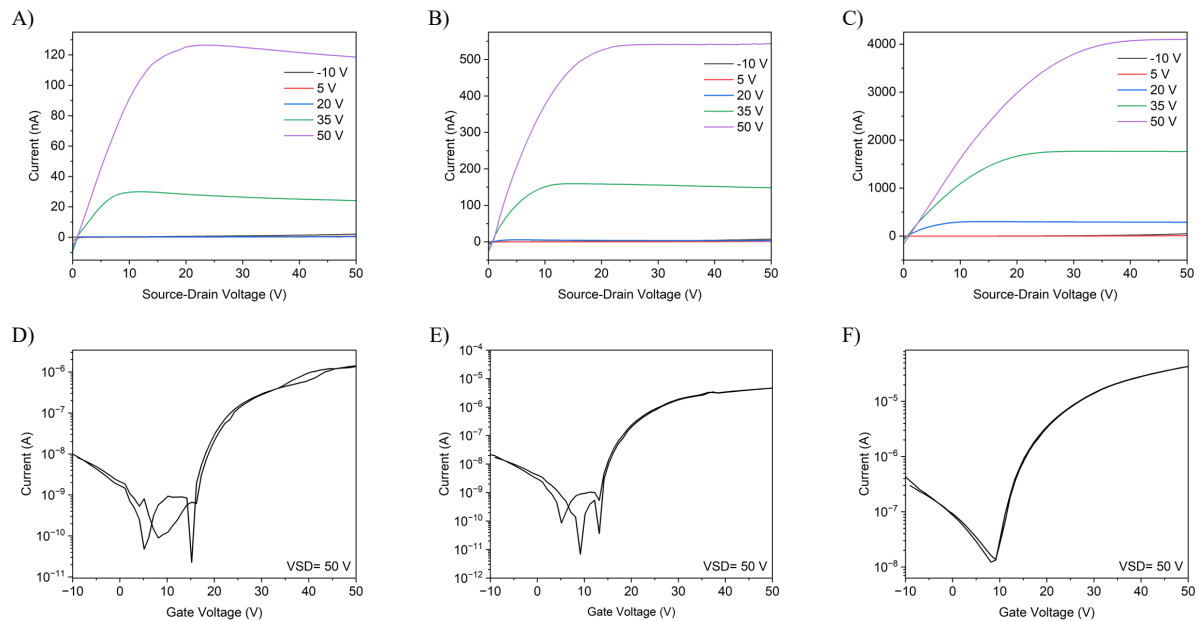 A)
120
100
80
60
40
20
0
Current (nA)
-10 V
5 V
20 V
35 V
50 V
0 10 20 30 40 50
Source-Drain Voltage (V)
B)
500
400
300
200
100
0
Current (nA)
-10 V
5 V
20 V
35 V
50 V
0 10 20 30 40 50
Source-Drain Voltage (V)
C)
4000
3000
2000
1000
0
Current (nA)
-10 V
5 V
20 V
35 V
50 V
0 10 20 30 40 50
Source-Drain Voltage (V)
D)
10⁻⁶
10⁻⁷
10⁻⁸
10⁻⁹
10⁻¹⁰
10⁻¹¹
Current (A)
VSD= 50 V
−10 0 10 20 30 40 50
Gate Voltage (V)
E)
10⁻⁴
10⁻⁵
10⁻⁶
10⁻⁷
10⁻⁸
10⁻⁹
10⁻¹⁰
10⁻¹¹
10⁻¹²
Current (A)
VSD= 50 V
−10 0 10 20 30 40 50
Gate Voltage (V)
F)
10⁻⁵
10⁻⁶
10⁻⁷
10⁻⁸
Current (A)
VSD= 50 V
−10 0 10 20 30 40 50
Gate Voltage (V)